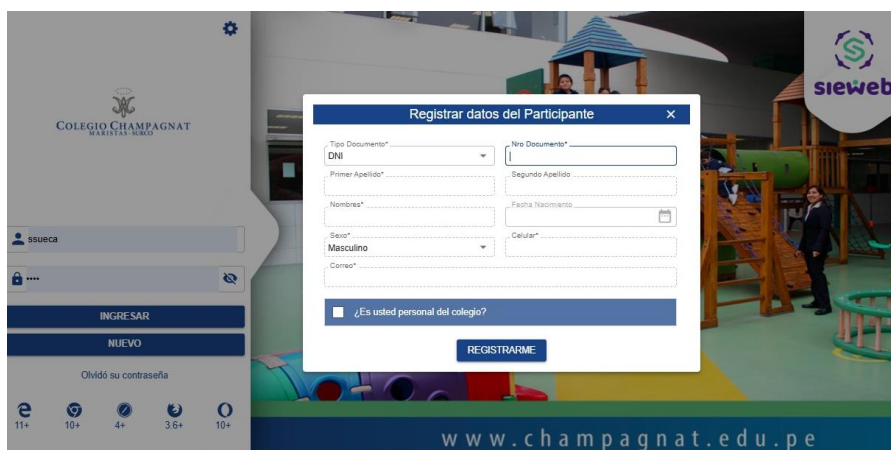 COLEGIO CHAMPAGNAT
MARISTAS-SURCO
ssueca
••••
INGRESAR
NUEVO
Olvidó su contraseña
11+
10+
4+
3.6+
10+
sieweb
Registrar datos del Participante
Tipo Documento*
DNI
Nro Documento*
Primer Apellido*
Segundo Apellido
Nombres*
Fecha Nacimiento
Sexo*
Masculino
Celular*
Correo*
¿Es usted personal del colegio?
REGISTRARME
www.champagnat.edu.pe